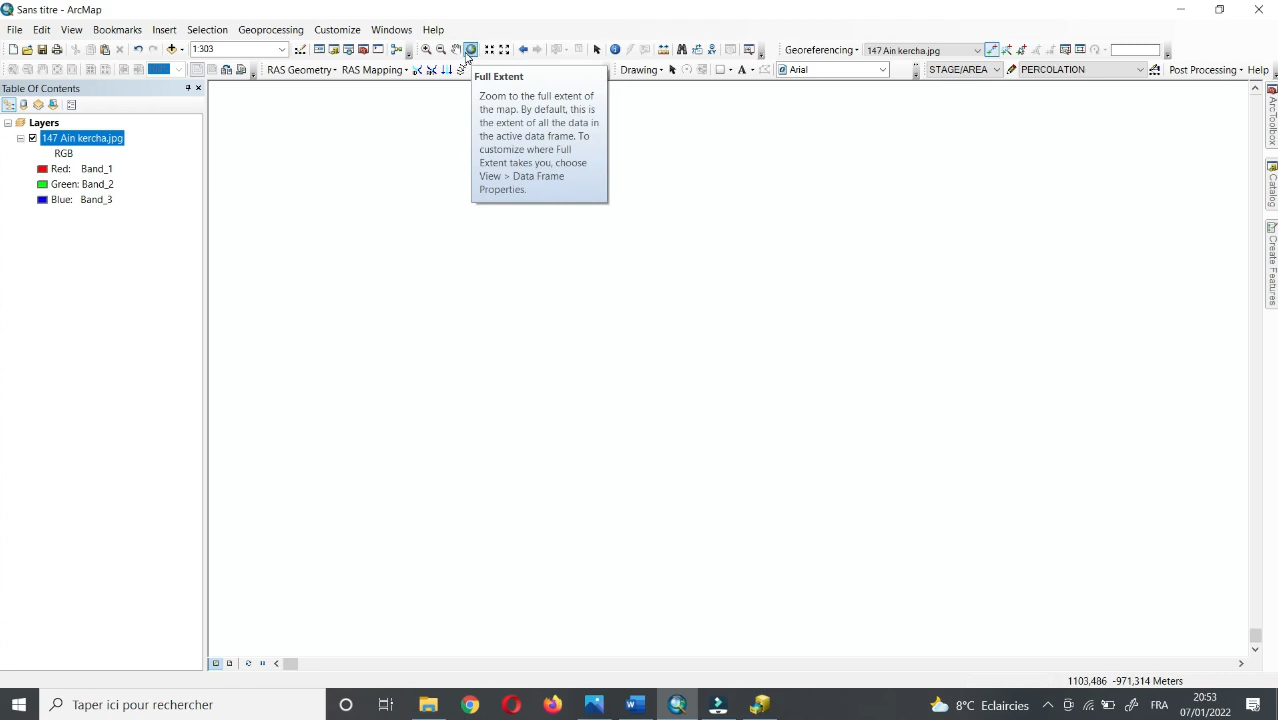 Sans titre - ArcMap
File Edit View Bookmarks Insert Selection Geoprocessing Customize Windows Help
1:303
Georeferencing 147 Ain kercha.jpg
RAS Geometry RAS Mapping Drawing A Arial STAGE/AREA PERCOLATION Post Processing Help
Table Of Contents
Layers
147 Ain kercha.jpg
RGB
Red: Band_1
Green: Band_2
Blue: Band_3
Full Extent
Zoom to the full extent of
the map. By default, this is
the extent of all the data in
the active data frame. To
customize where Full
Extent takes you, choose
View > Data Frame
Properties.
ArcToolbox
Catalog
Create Features
1103,486 -971,314 Meters
Taper ici pour rechercher
8°C Eclaircies
FRA
20:53
07/01/2022